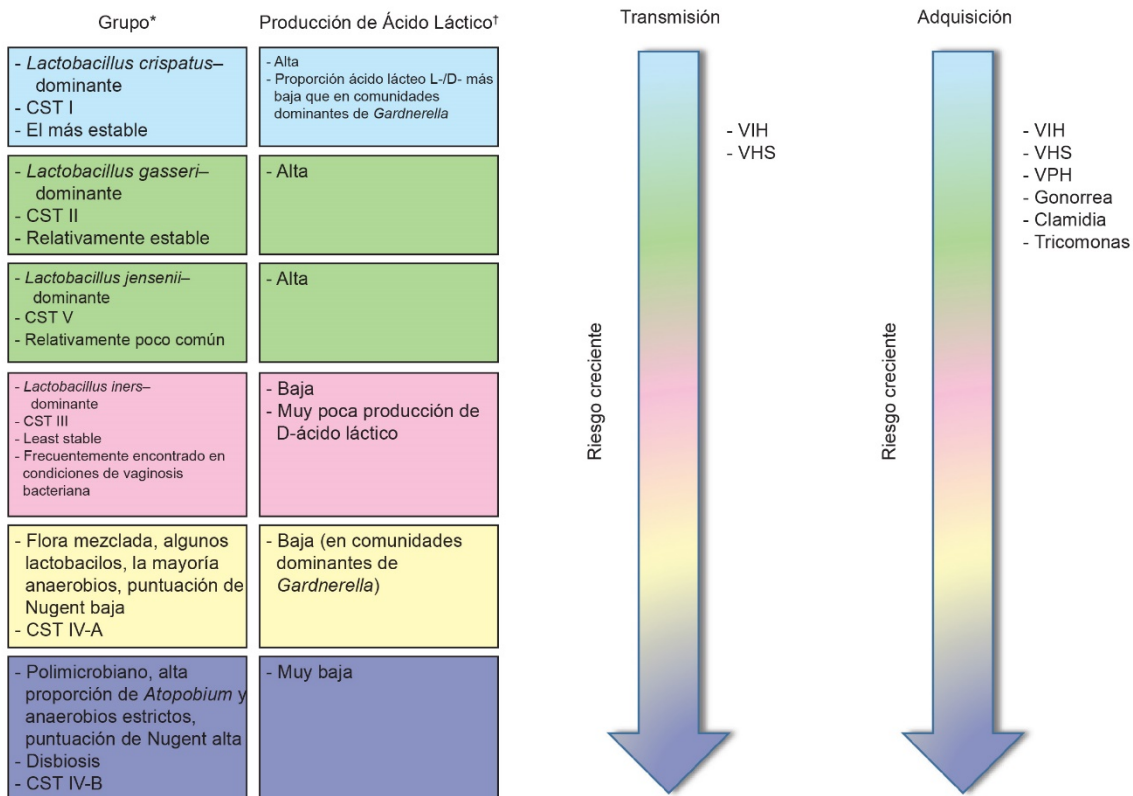 Grupo*
Producción de Ácido Láctico†
Transmisión
Adquisición
- Lactobacillus crispatus–
dominante
- CST I
- El más estable
- Alta
- Proporción ácido lácteo L-/D- más
baja que en comunidades
dominantes de Gardnerella
- Lactobacillus gasseri–
dominante
- CST II
- Relativamente estable
- Alta
- Lactobacillus jensenii–
dominante
- CST V
- Relativamente poco común
- Alta
- Lactobacillus iners–
dominante
- CST III
- Least stable
- Frecuentemente encontrado en
condiciones de vaginosis
bacteriana
- Baja
- Muy poca producción de
D-ácido láctico
- Flora mezclada, algunos
lactobacilos, la mayoría
anaerobios, puntuación de
Nugent baja
- CST IV-A
- Baja (en comunidades
dominantes de
Gardnerella)
- Polimicrobiano, alta
proporción de Atopobium y
anaerobios estrictos,
puntuación de Nugent alta
- Disbiosis
- CST IV-B
- Muy baja
Riesgo creciente
- VIH
- VHS
Riesgo creciente
- VIH
- VHS
- VPH
- Gonorrea
- Clamidia
- Tricomonas